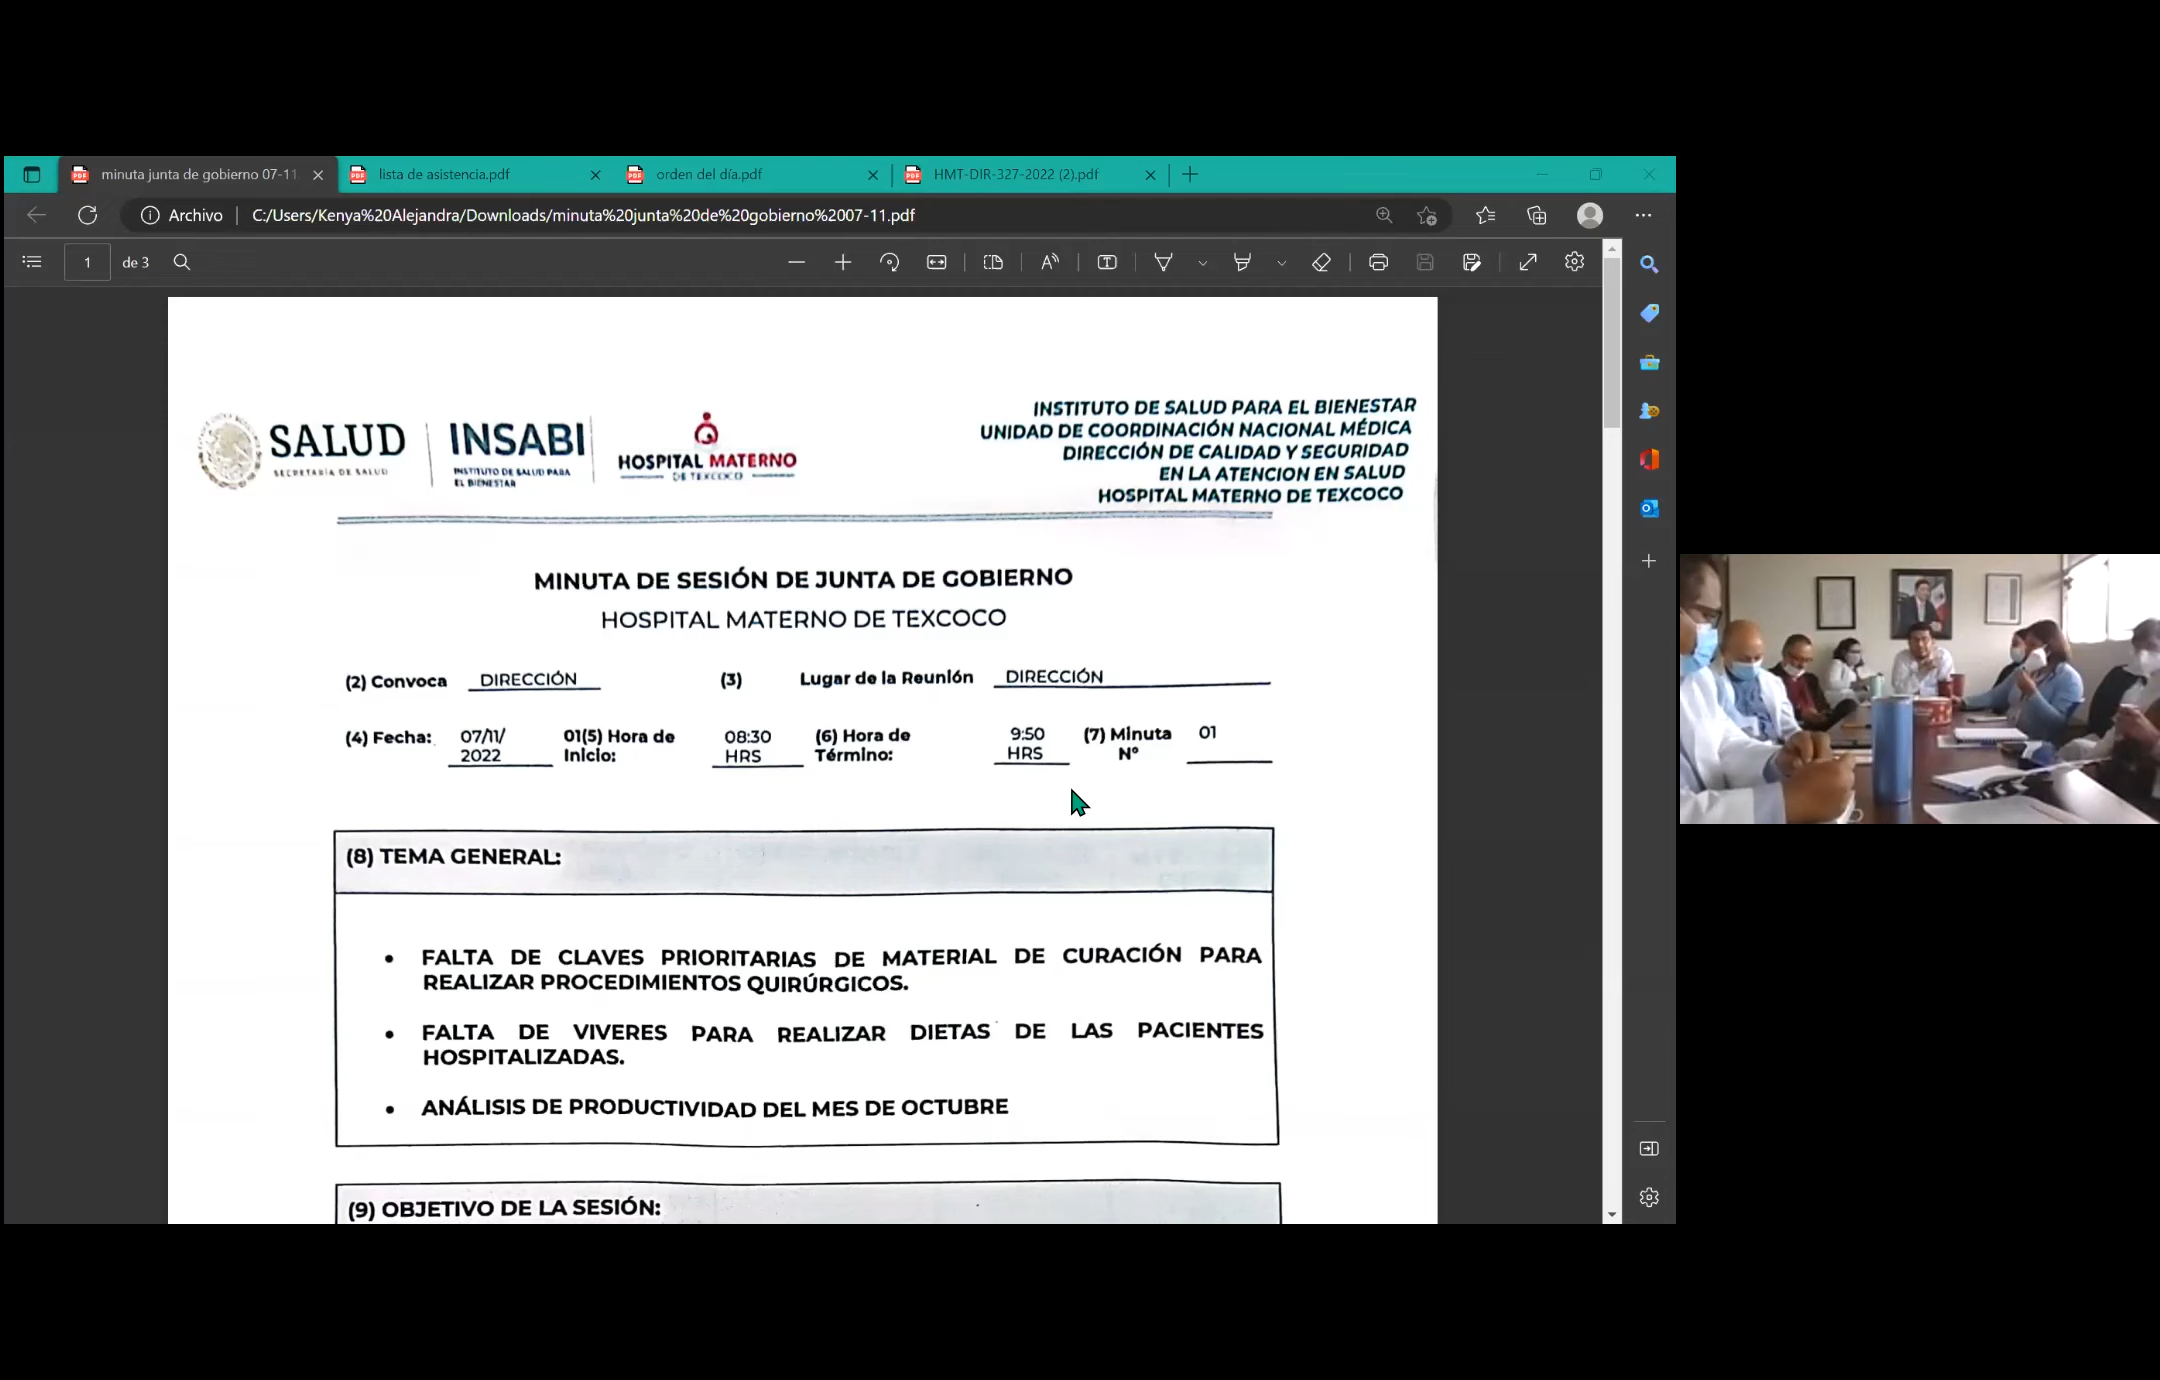 minuta junta de gobierno 07-11
lista de asistencia.pdf
orden del día.pdf
HMT-DIR-327-2022 (2).pdf
Archivo
C:/Users/Kenya%20Alejandra/Downloads/minuta%20junta%20de%20gobierno%2007-11.pdf
1 de 3
SALUD
SECRETARÍA DE SALUD
INSABI
INSTITUTO DE SALUD PARA
EL BIENESTAR
HOSPITAL MATERNO
DE TEXCOCO
INSTITUTO DE SALUD PARA EL BIENESTAR
UNIDAD DE COORDINACIÓN NACIONAL MÉDICA
DIRECCIÓN DE CALIDAD Y SEGURIDAD
EN LA ATENCION EN SALUD
HOSPITAL MATERNO DE TEXCOCO
MINUTA DE SESIÓN DE JUNTA DE GOBIERNO
HOSPITAL MATERNO DE TEXCOCO
(2) Convoca DIRECCIÓN (3) Lugar de la Reunión DIRECCIÓN
(4) Fecha: 07/11/ 01(5) Hora de 08:30 (6) Hora de 9:50 (7) Minuta 01
2022 Inicio: HRS Término: HRS N°
(8) TEMA GENERAL:
• FALTA DE CLAVES PRIORITARIAS DE MATERIAL DE CURACIÓN PARA
REALIZAR PROCEDIMIENTOS QUIRÚRGICOS.
• FALTA DE VIVERES PARA REALIZAR DIETAS DE LAS PACIENTES
HOSPITALIZADAS.
• ANÁLISIS DE PRODUCTIVIDAD DEL MES DE OCTUBRE
(9) OBJETIVO DE LA SESIÓN: